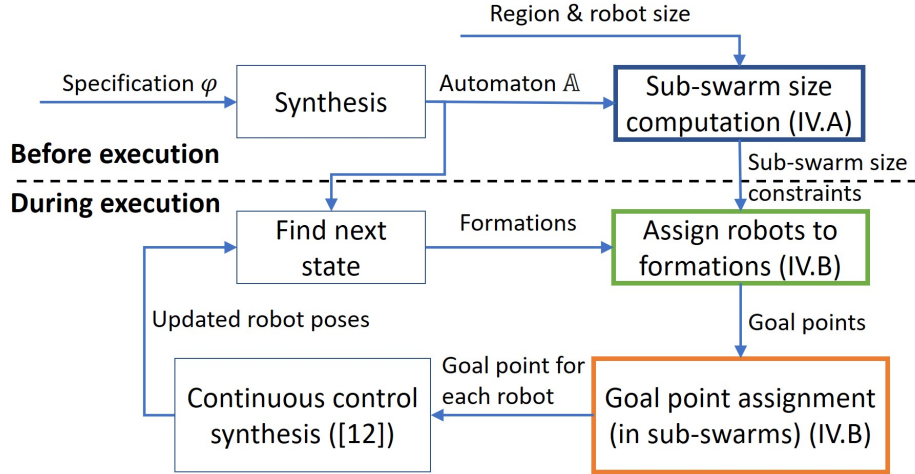 Region & robot size
Specification φ
Synthesis
Automaton 𝔸
Sub-swarm size
computation (IV.A)
Before execution
Sub-swarm size
constraints
During execution
Find next
state
Formations
Assign robots to
formations (IV.B)
Updated robot poses
Goal points
Continuous control
synthesis ([12])
Goal point for
each robot
Goal point assignment
(in sub-swarms) (IV.B)